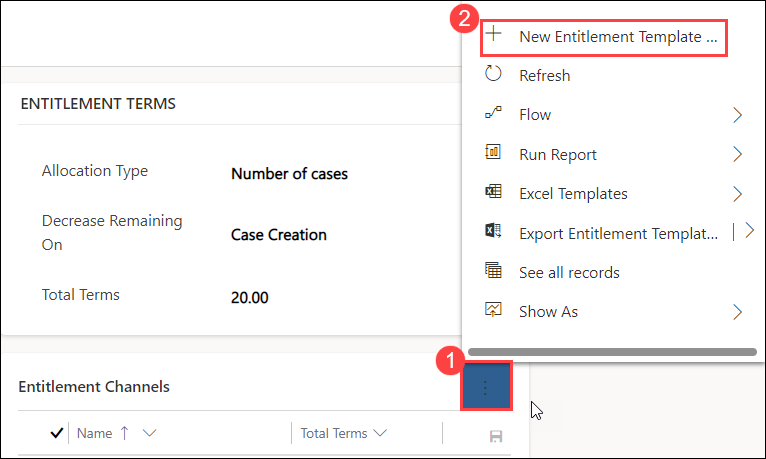 2
New Entitlement Template ...
Refresh
ENTITLEMENT TERMS
Flow
Run Report
Allocation Type
Number of cases
Excel Templates
Decrease Remaining
On
Case Creation
Export Entitlement Templat...
See all records
Total Terms
20.00
Show As
1
Entitlement Channels
Name
Total Terms